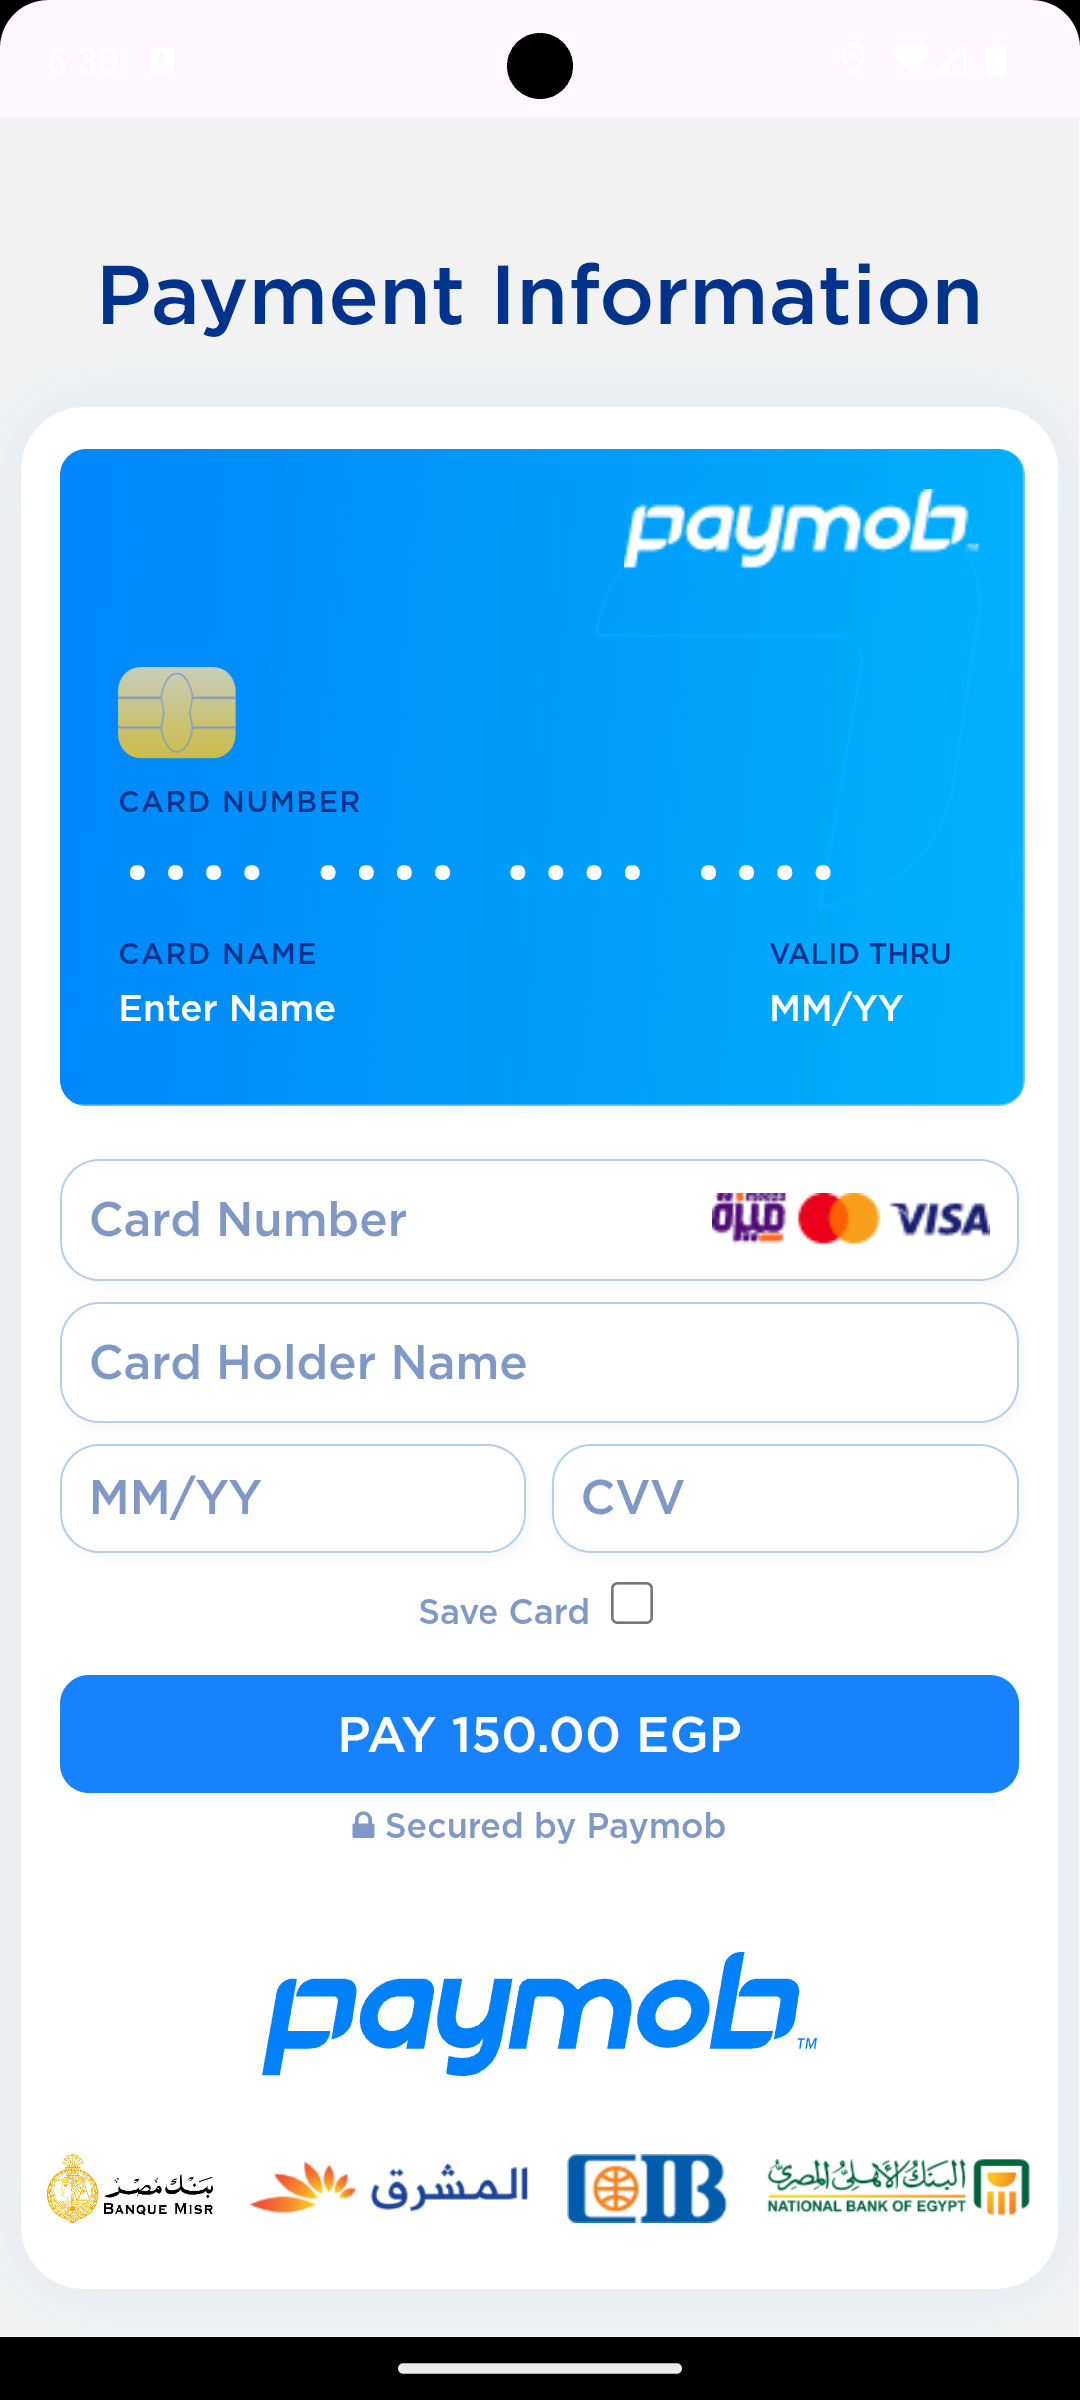 6:30
Payment Information
paymob
CARD NUMBER
CARD NAME
VALID THRU
Enter Name
MM/YY
Card Number
ميزة
VISA
Card Holder Name
MM/YY
CVV
Save Card
PAY 150.00 EGP
Secured by Paymob
paymob TM
بنك مصر
BANQUE MISR
المشرق
CIB
البنك الأهلي المصري
NATIONAL BANK OF EGYPT